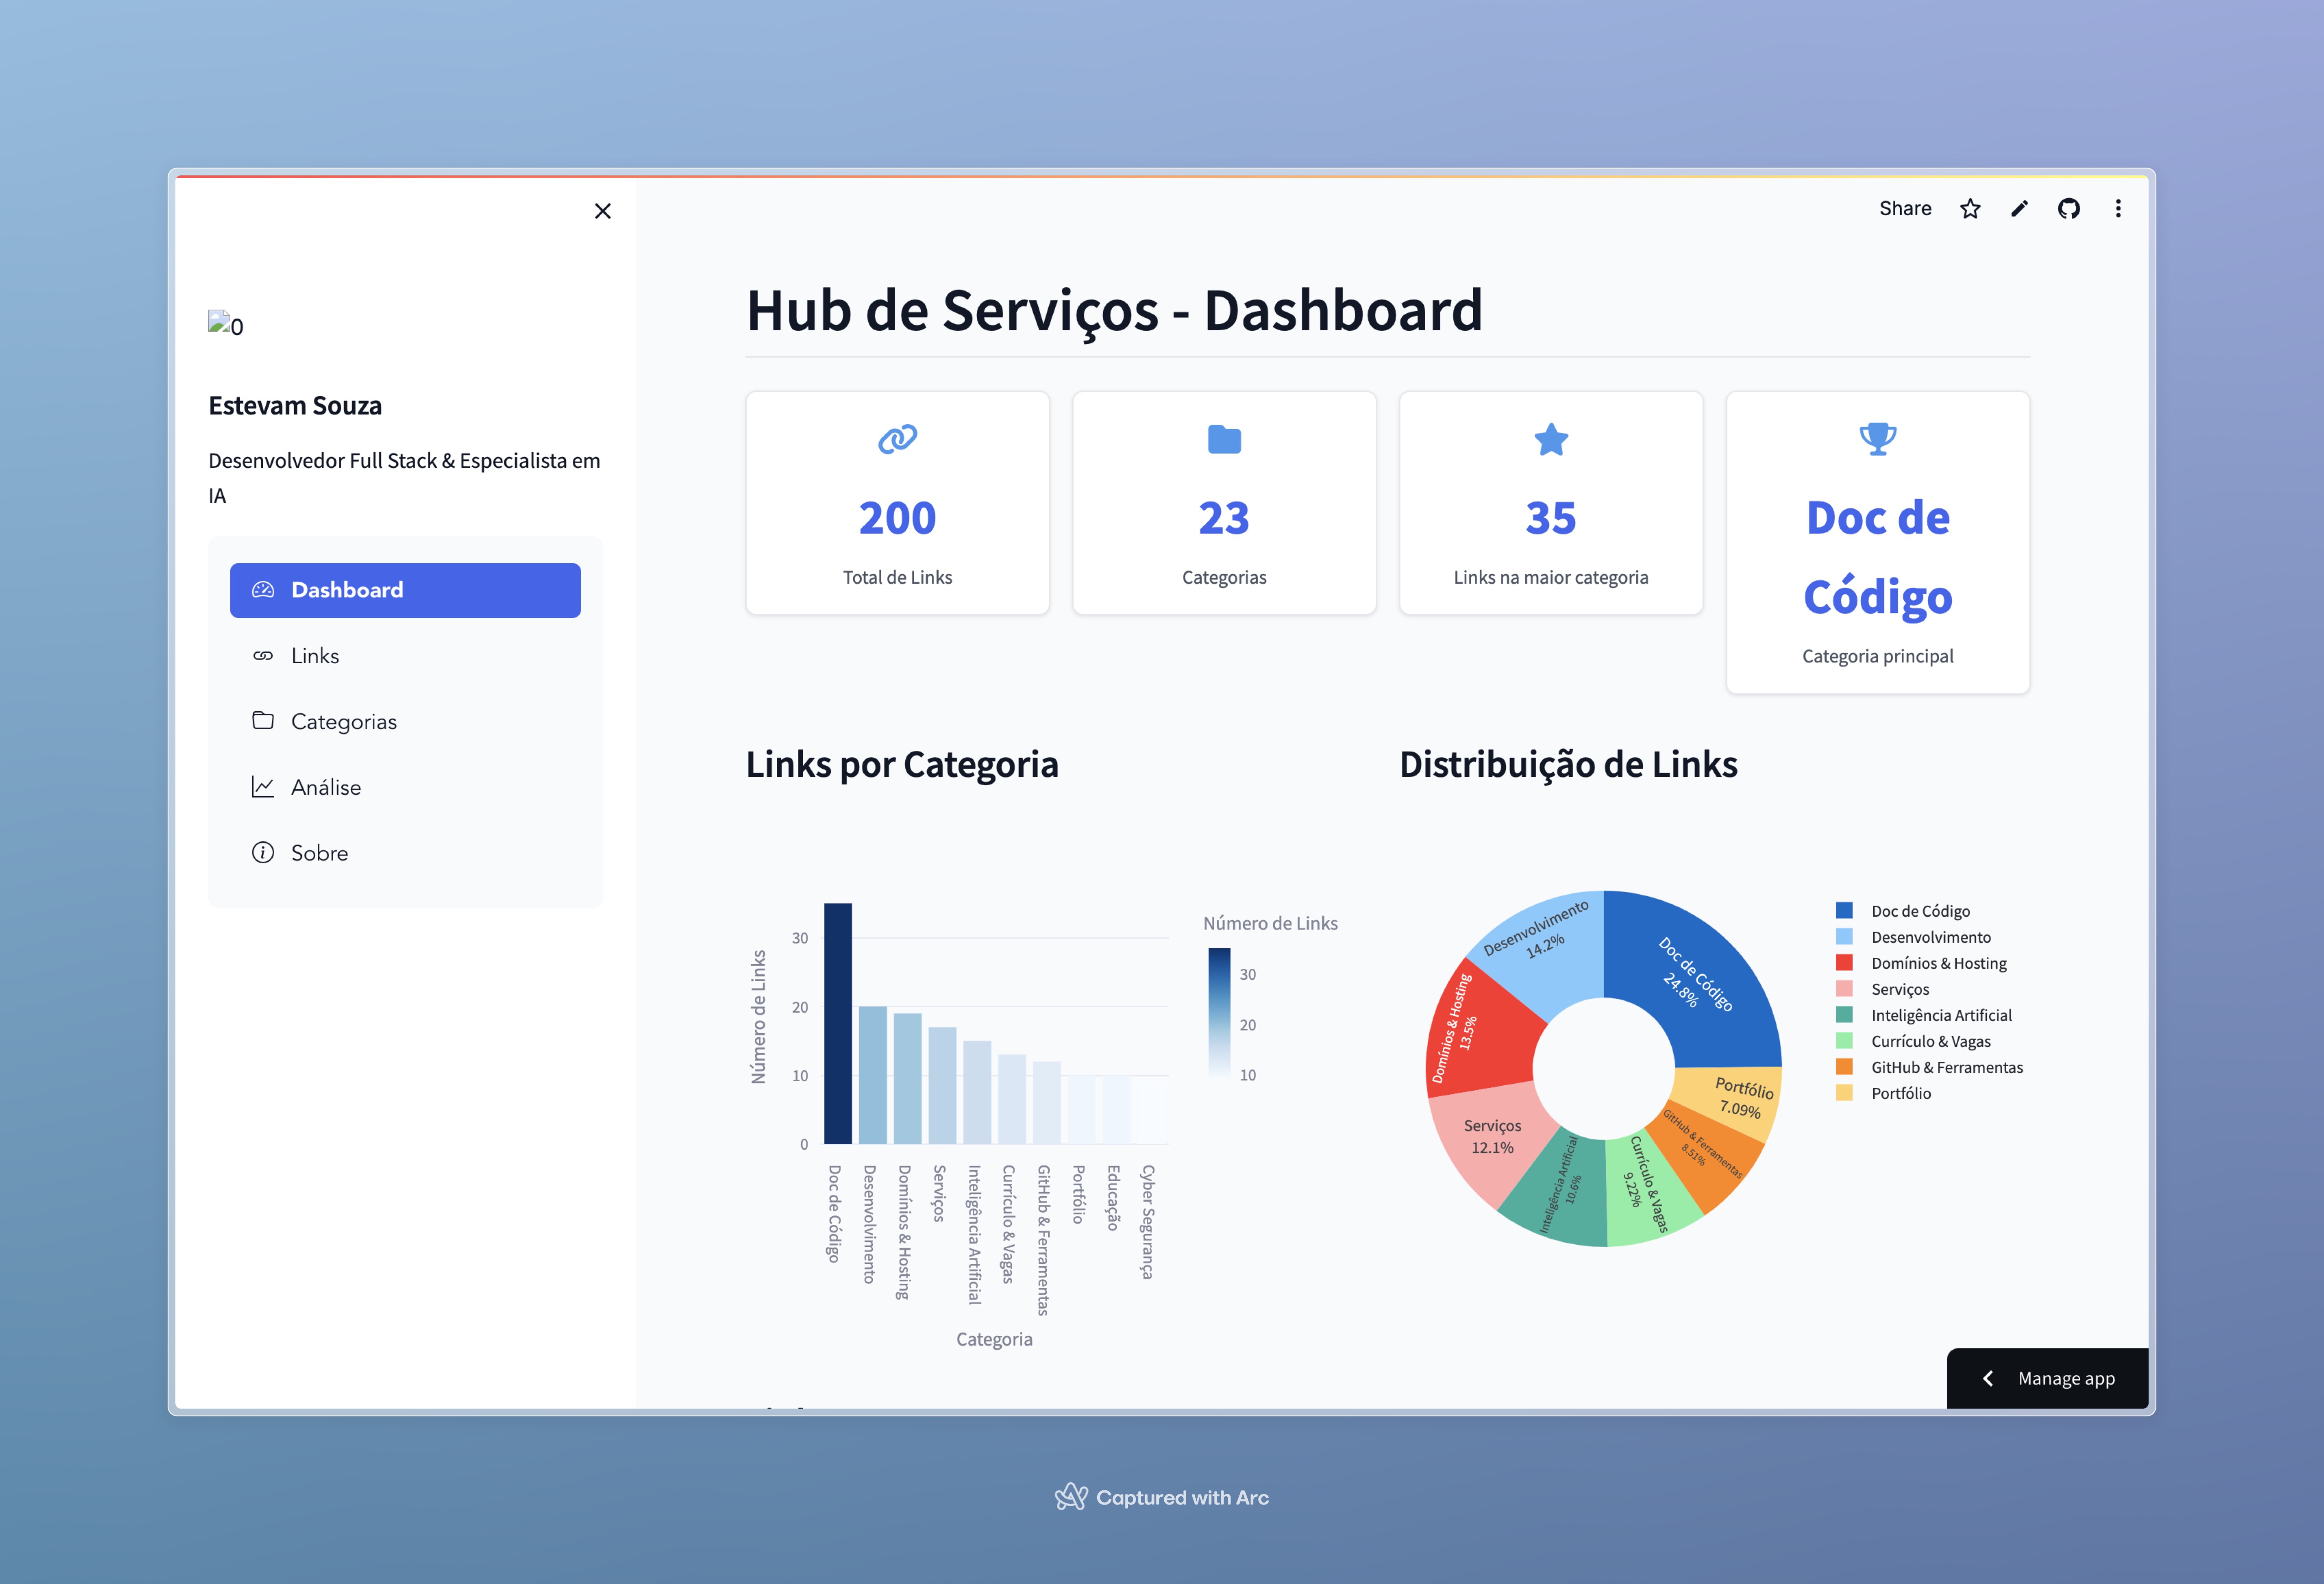 Share
0
Estevam Souza
Desenvolvedor Full Stack & Especialista em
IA
Dashboard
Links
Categorias
Análise
Sobre
Hub de Serviços - Dashboard
200
Total de Links
23
Categorias
35
Links na maior categoria
Doc de
Código
Categoria principal
Links por Categoria
Número de Links
30
20
10
0
Doc de Código
Desenvolvimento
Domínios & Hosting
Serviços
Inteligência Artificial
Currículo & Vagas
GitHub & Ferramentas
Portfólio
Educação
Cyber Segurança
Categoria
Número de Links
30
20
10
Distribuição de Links
Doc de Código
24.8%
Portfólio
7.09%
GitHub & Ferramentas
8.51%
Currículo & Vagas
9.22%
Inteligência Artificial
10.6%
Serviços
12.1%
Domínios & Hosting
13.5%
Desenvolvimento
14.2%
Doc de Código
Desenvolvimento
Domínios & Hosting
Serviços
Inteligência Artificial
Currículo & Vagas
GitHub & Ferramentas
Portfólio
Manage app
Captured with Arc